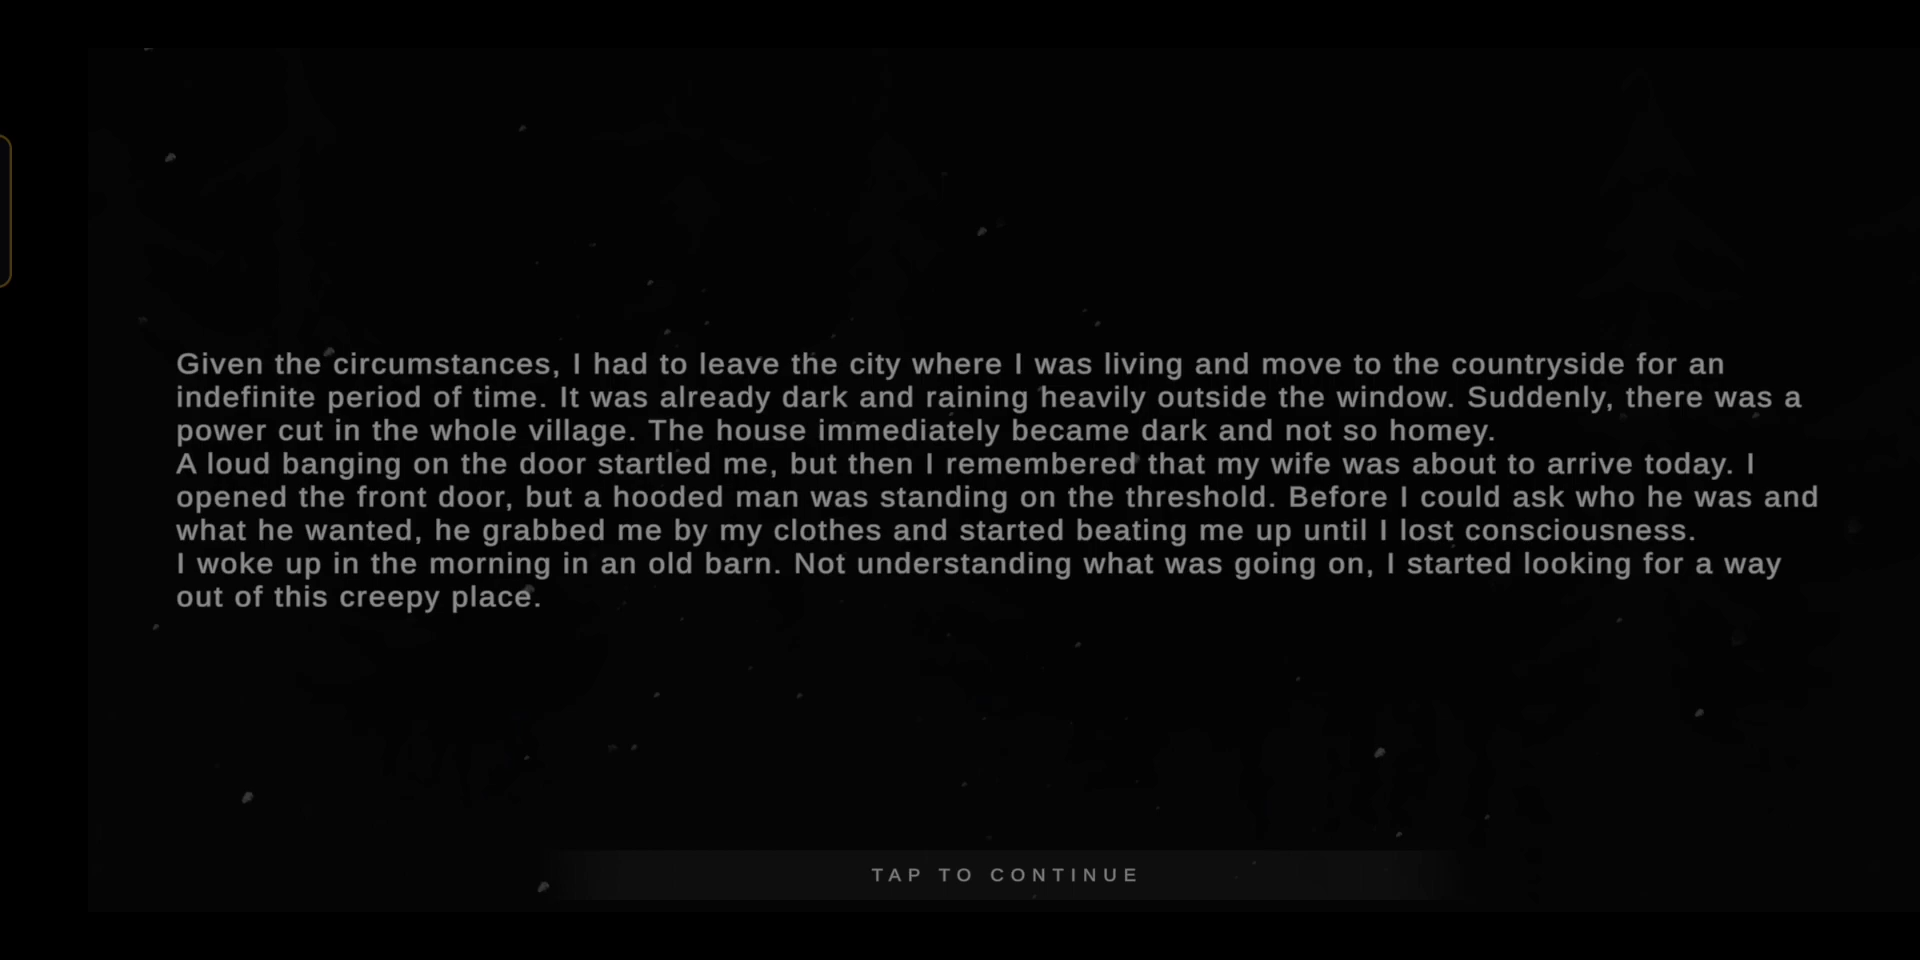 Given the circumstances, I had to leave the city where I was living and move to the countryside for an
indefinite period of time. It was already dark and raining heavily outside the window. Suddenly, there was a
power cut in the whole village. The house immediately became dark and not so homey.
A loud banging on the door startled me, but then I remembered that my wife was about to arrive today. I
opened the front door, but a hooded man was standing on the threshold. Before I could ask who he was and
what he wanted, he grabbed me by my clothes and started beating me up until I lost consciousness.
I woke up in the morning in an old barn. Not understanding what was going on, I started looking for a way
out of this creepy place.
TAP TO CONTINUE